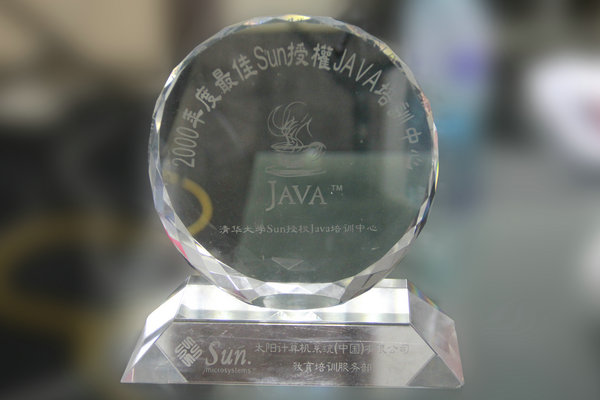 2000年度最佳Sun授權JAVA培训中心
JAVA™
清华大学Sun授权Java培训中心
Sun.
microsystems
太阳计算机系统(中国)有限公司
教育培训服务部